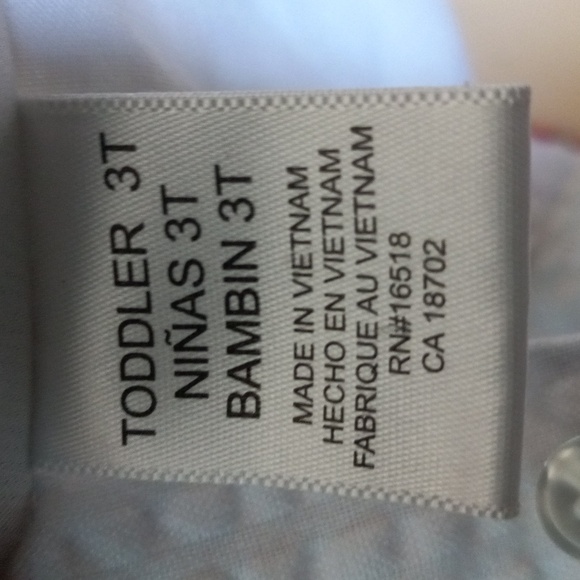 TODDLER 3T
NIÑAS 3T
BAMBIN 3T
MADE IN VIETNAM
HECHO EN VIETNAM
FABRIQUE AU VIETNAM
RN#16518
CA 18702